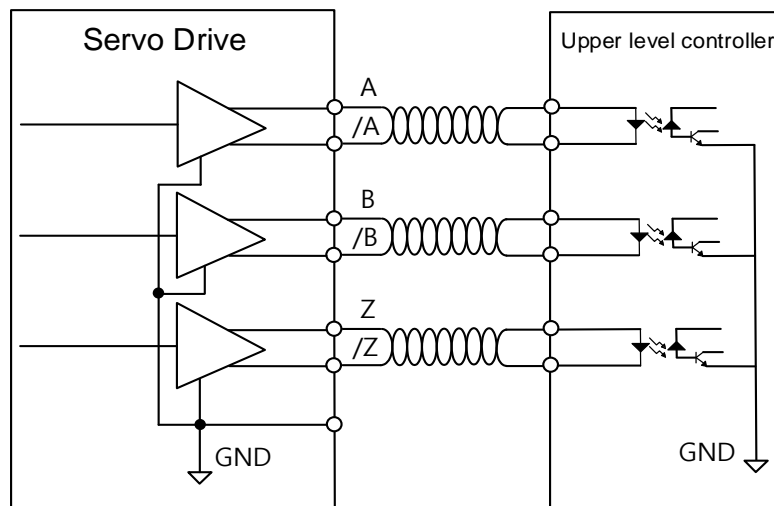 Servo Drive
Upper level controller
A
/A
B
/B
Z
/Z
GND
GND